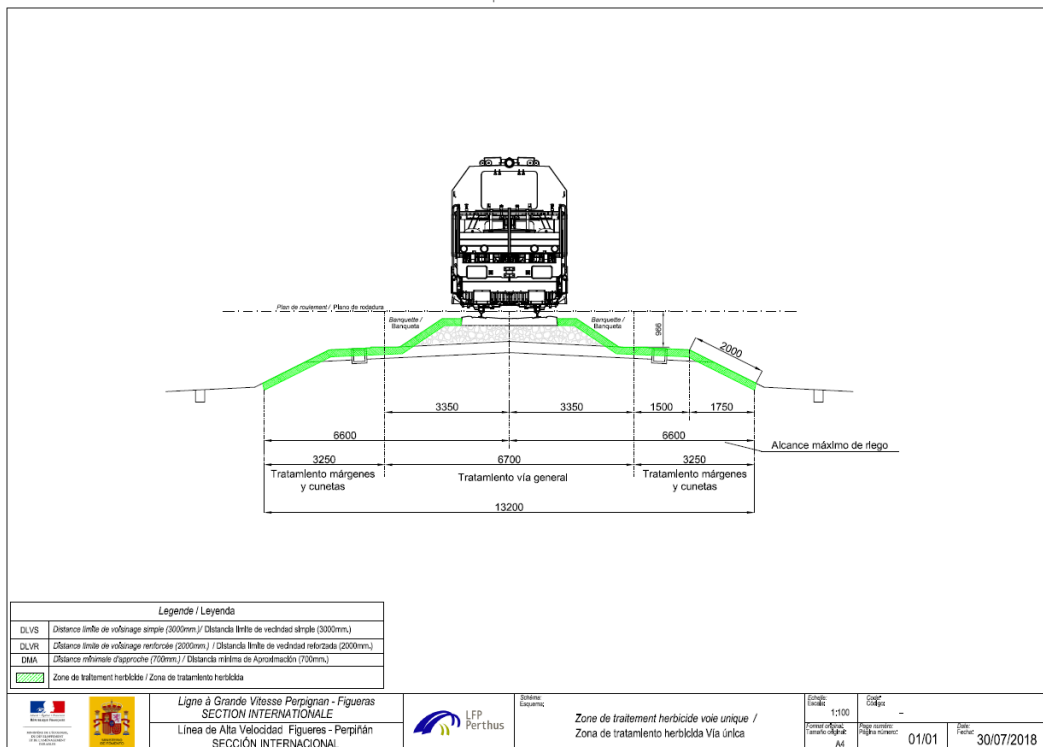 Plan de roulement / Plano de rodadura
Banquette /
Banqueta
Banquette /
Banqueta
966
2000
3350
3350
1500
1750
6600
6600
Alcance máximo de riego
3250
6700
3250
Tratamiento márgenes
y cunetas
Tratamiento vía general
Tratamiento márgenes
y cunetas
13200
Legende / Leyenda
DLVS Distance limite de voisinage simple (3000mm.)/ Distancia límite de vecindad simple (3000mm.)
DLVR Distance limite de voisinage renforcée (2000mm.) / Distancia límite de vecindad reforzada (2000mm.)
DMA Distance minimale d'approche (700mm.) / Distancia mínima de Aproximación (700mm.)
Zone de traitement herbicide / Zona de tratamiento herbicida
Ligne à Grande Vitesse Perpignan - Figueras
SECTION INTERNATIONALE
Línea de Alta Velocidad Figueres - Perpiñán
SECCIÓN INTERNACIONAL
LFP
Perthus
Schéma:
Esquema:
Zone de traitement herbicide voie unique /
Zona de tratamiento herbicida Vía única
Echelle:
Escala:
1:100
Code:
Código:
–
Format original:
Tamaño original:
A4
Page numéro:
Página número:
01/01
Date:
Fecha:
30/07/2018